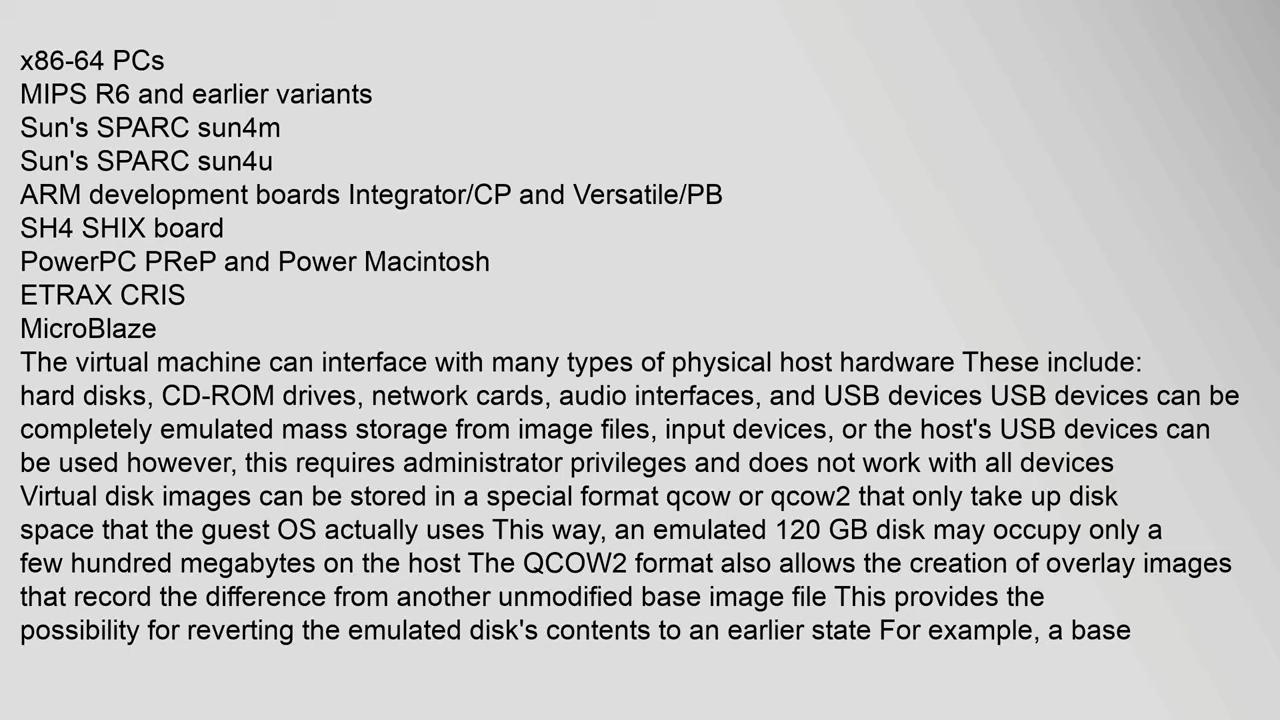 x86-64 PCs
MIPS R6 and earlier variants
Sun's SPARC sun4m
Sun's SPARC sun4u
ARM development boards Integrator/CP and Versatile/PB
SH4 SHIX board
PowerPC PReP and Power Macintosh
ETRAX CRIS
MicroBlaze
The virtual machine can interface with many types of physical host hardware These include:
hard disks, CD-ROM drives, network cards, audio interfaces, and USB devices USB devices can be
completely emulated mass storage from image files, input devices, or the host's USB devices can
be used however, this requires administrator privileges and does not work with all devices
Virtual disk images can be stored in a special format qcow or qcow2 that only take up disk
space that the guest OS actually uses This way, an emulated 120 GB disk may occupy only a
few hundred megabytes on the host The QCOW2 format also allows the creation of overlay images
that record the difference from another unmodified base image file This provides the
possibility for reverting the emulated disk's contents to an earlier state For example, a base